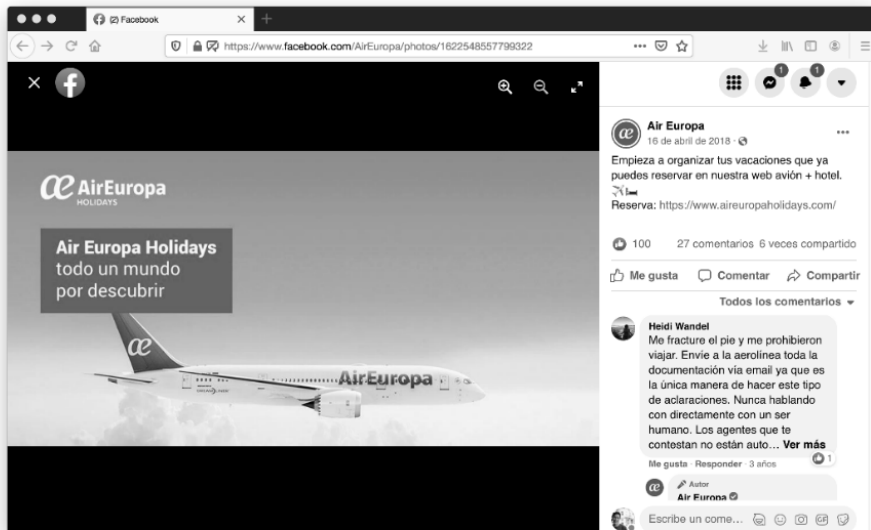 (2) Facebook
https://www.facebook.com/AirEuropa/photos/1622548557799322
AirEuropa
HOLIDAYS
Air Europa Holidays
todo un mundo
por descubrir
AirEuropa
1
1
Air Europa
16 de abril de 2018
Empieza a organizar tus vacaciones que ya
puedes reservar en nuestra web avión + hotel.
Reserva: https://www.aireuropaholidays.com/
100 27 comentarios 6 veces compartido
Me gusta Comentar Compartir
Todos los comentarios
Heidi Wandel
Me fracture el pie y me prohibieron
viajar. Envie a la aerolínea toda la
documentación vía email ya que es
la única manera de hacer este tipo
de aclaraciones. Nunca hablando
con directamente con un ser
humano. Los agentes que te
contestan no están auto... Ver más
1
Me gusta · Responder · 3 años
Autor
Air Europa
Escribe un come... GIF